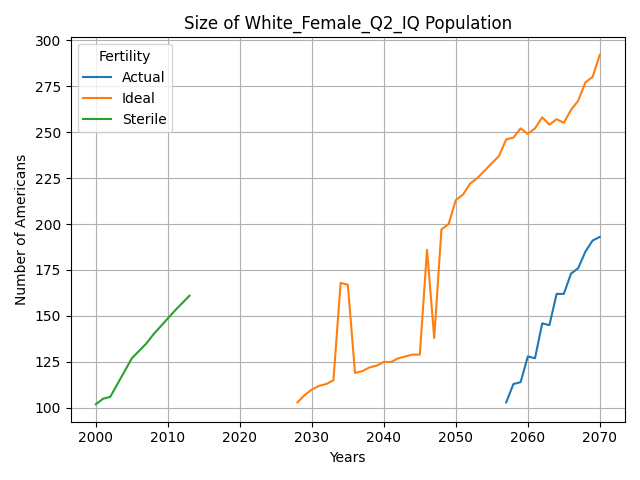 Size of White_Female_Q2_IQ Population
Fertility
Actual
Ideal
Sterile
Number of Americans
300
275
250
225
200
175
150
125
100
2000 2010 2020 2030 2040 2050 2060 2070
Years